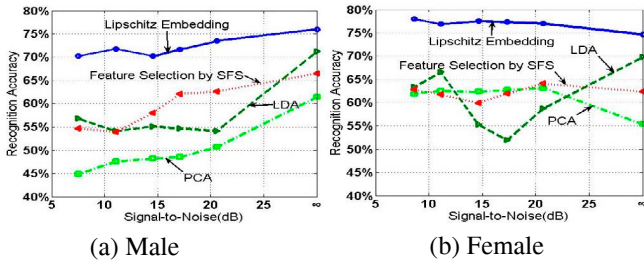 80%
75%
70%
65%
60%
55%
50%
45%
40%
Recognition Accuracy
Lipschitz Embedding
Feature Selection by SFS
LDA
PCA
5 10 15 20 25 ∞
Signal-to-Noise(dB)
(a) Male
80%
75%
70%
65%
60%
55%
50%
45%
40%
Recognition Accuracy
Lipschitz Embedding
LDA
Feature Selection by SFS
PCA
5 10 15 20 25 ∞
Signal-to-Noise(dB)
(b) Female